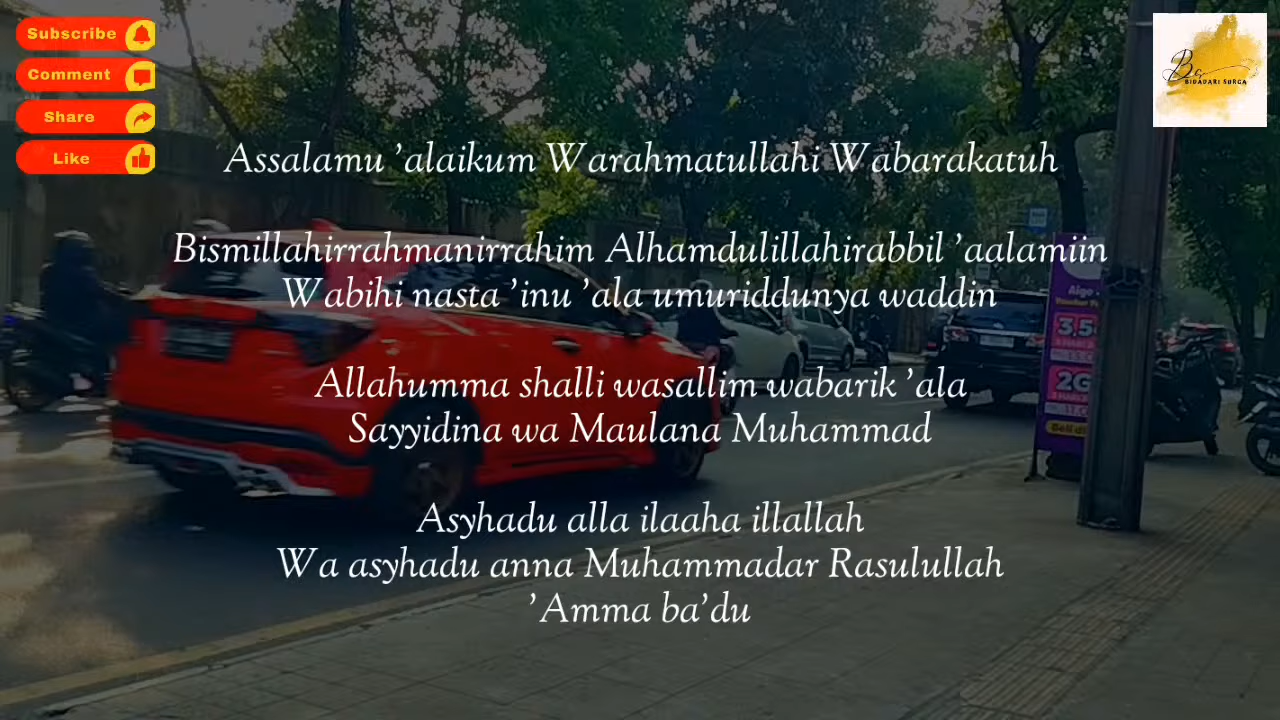 Subscribe
Comment
Share
Like
BIDADARI SURGA
Assalamu 'alaikum Warahmatullahi Wabarakatuh
Bismillahirrahmanirrahim Alhamdulillahirabbil 'aalamiin
Wabihi nasta 'inu 'ala umuriddunya waddin
Allahumma shalli wasallim wabarik 'ala
Sayyidina wa Maulana Muhammad
Asyhadu alla ilaaha illallah
Wa asyhadu anna Muhammadar Rasulullah
'Amma ba'du